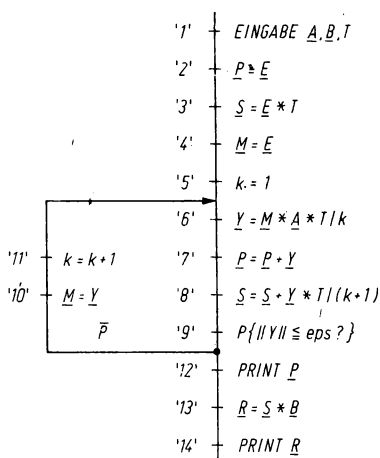 '1' EINGABE A, B, T
'2' P = E
'3' S = E * T
'4' M = E
'5' k = 1
'6' Y = M * A * T/k
'11' k = k+1 '7' P = P + Y
'10' M = Y '8' S = S + Y * T/(k+1)
P̅ '9' P{‖Y‖ ≦ eps?}
'12' PRINT P
'13' R = S * B
'14' PRINT R